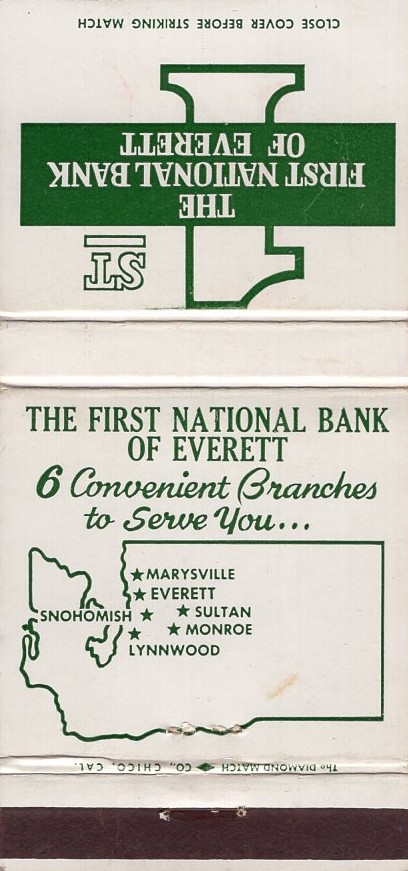 CLOSE COVER BEFORE STRIKING MATCH
1ST
THE
FIRST NATIONAL BANK
OF EVERETT
THE FIRST NATIONAL BANK
OF EVERETT
6 Convenient Branches
to Serve You...
MARYSVILLE
EVERETT
SNOHOMISH
SULTAN
MONROE
LYNNWOOD
The DIAMOND MATCH CO., CHICO, CAL.